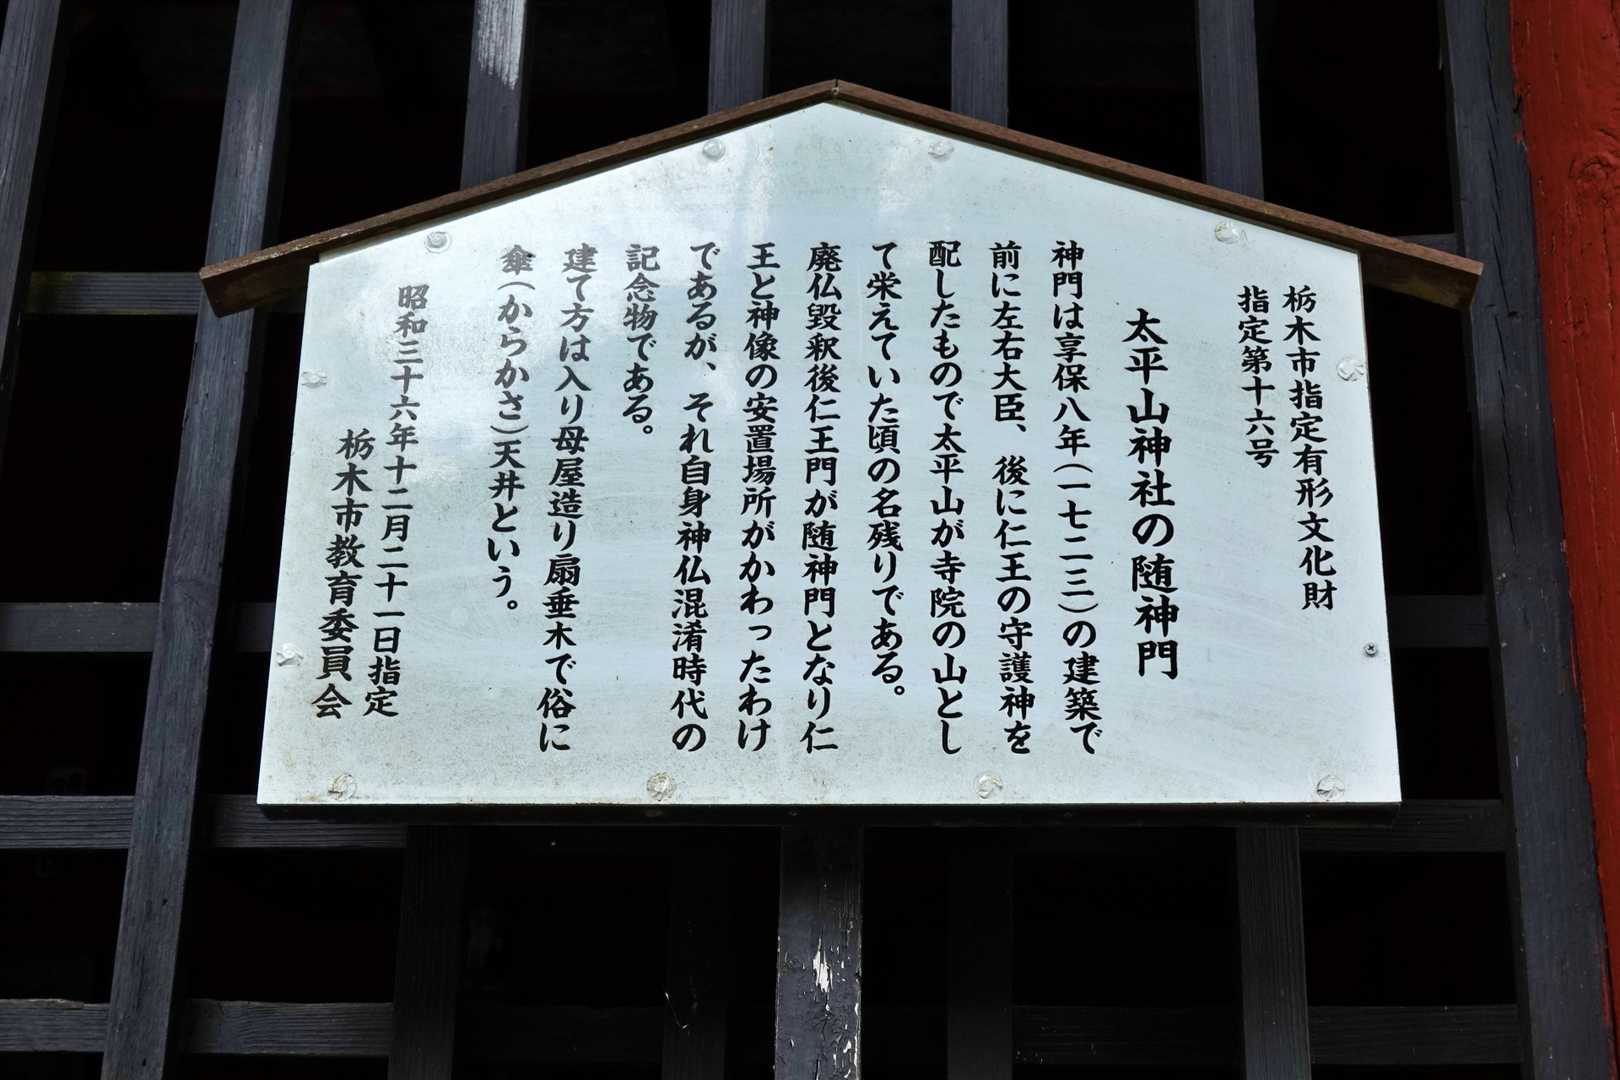 栃木市指定有形文化財
指定第十六号
太平山神社の随神門
神門は享保八年(一七二三)の建築で
前に左右大臣、後に仁王の守護神を
配したもので太平山が寺院の山とし
て栄えていた頃の名残りである。
廃仏毀釈後仁王門が随神門となり仁
王と神像の安置場所がかわったわけ
であるが、それ自身神仏混淆時代の
記念物である。
建て方は入り母屋造り扇垂木で俗に
傘(からかさ)天井という。
昭和三十六年十二月二十一日指定
栃木市教育委員会